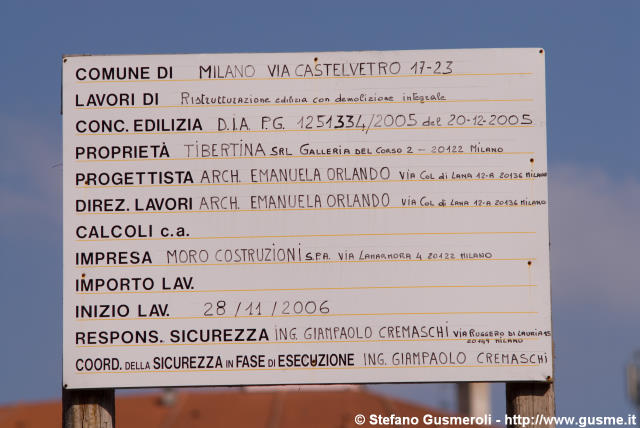 COMUNE DI MILANO VIA CASTELVETRO 17-23
LAVORI DI Ristrutturazione edilizia con demolizione integrale
CONC. EDILIZIA D.I.A. P.G. 1251334/2005 del 20-12-2005
PROPRIETÀ TIBERTINA SRL GALLERIA DEL CORSO 2 - 20122 MILANO
PROGETTISTA ARCH. EMANUELA ORLANDO VIA COL DI LANA 12-A 20136 MILANO
DIREZ. LAVORI ARCH. EMANUELA ORLANDO VIA COL DI LANA 12-A 20136 MILANO
CALCOLI c.a.
IMPRESA MORO COSTRUZIONI S.P.A. VIA LAMARMORA 4 20122 MILANO
IMPORTO LAV.
INIZIO LAV. 28/11/2006
RESPONS. SICUREZZA ING. GIAMPAOLO CREMASCHI VIA RUGGERO DI LAURIA 15
20149 MILANO
COORD. DELLA SICUREZZA IN FASE DI ESECUZIONE ING. GIAMPAOLO CREMASCHI
© Stefano Gusmeroli - http://www.gusme.it